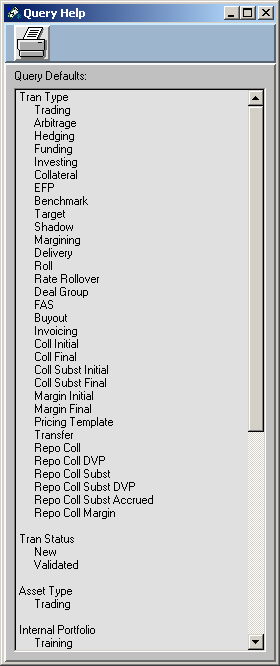 Query Help
Query Defaults:
Tran Type
Trading
Arbitrage
Hedging
Funding
Investing
Collateral
EFP
Benchmark
Target
Shadow
Margining
Delivery
Roll
Rate Rollover
Deal Group
FAS
Buyout
Invoicing
Coll Initial
Coll Final
Coll Subst Initial
Coll Subst Final
Margin Initial
Margin Final
Pricing Template
Transfer
Repo Coll
Repo Coll DVP
Repo Coll Subst
Repo Coll Subst DVP
Repo Coll Subst Accrued
Repo Coll Margin
Tran Status
New
Validated
Asset Type
Trading
Internal Portfolio
Training